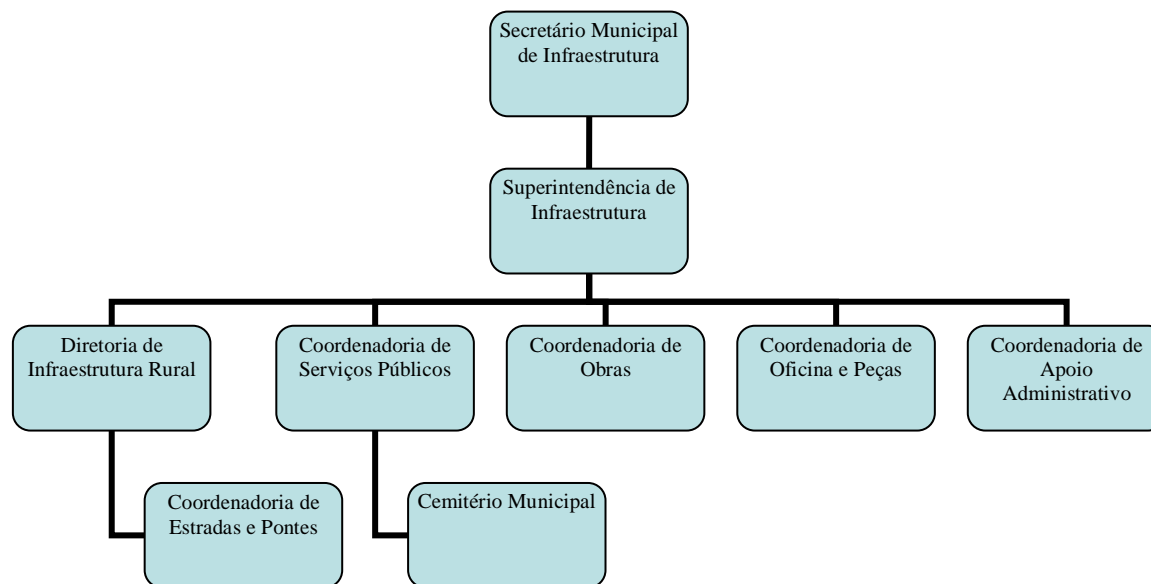 Secretário Municipal
de Infraestrutura
Superintendência de
Infraestrutura
Diretoria de
Infraestrutura Rural
Coordenadoria de
Serviços Públicos
Coordenadoria de
Obras
Coordenadoria de
Oficina e Peças
Coordenadoria de
Apoio
Administrativo
Coordenadoria de
Estradas e Pontes
Cemitério Municipal